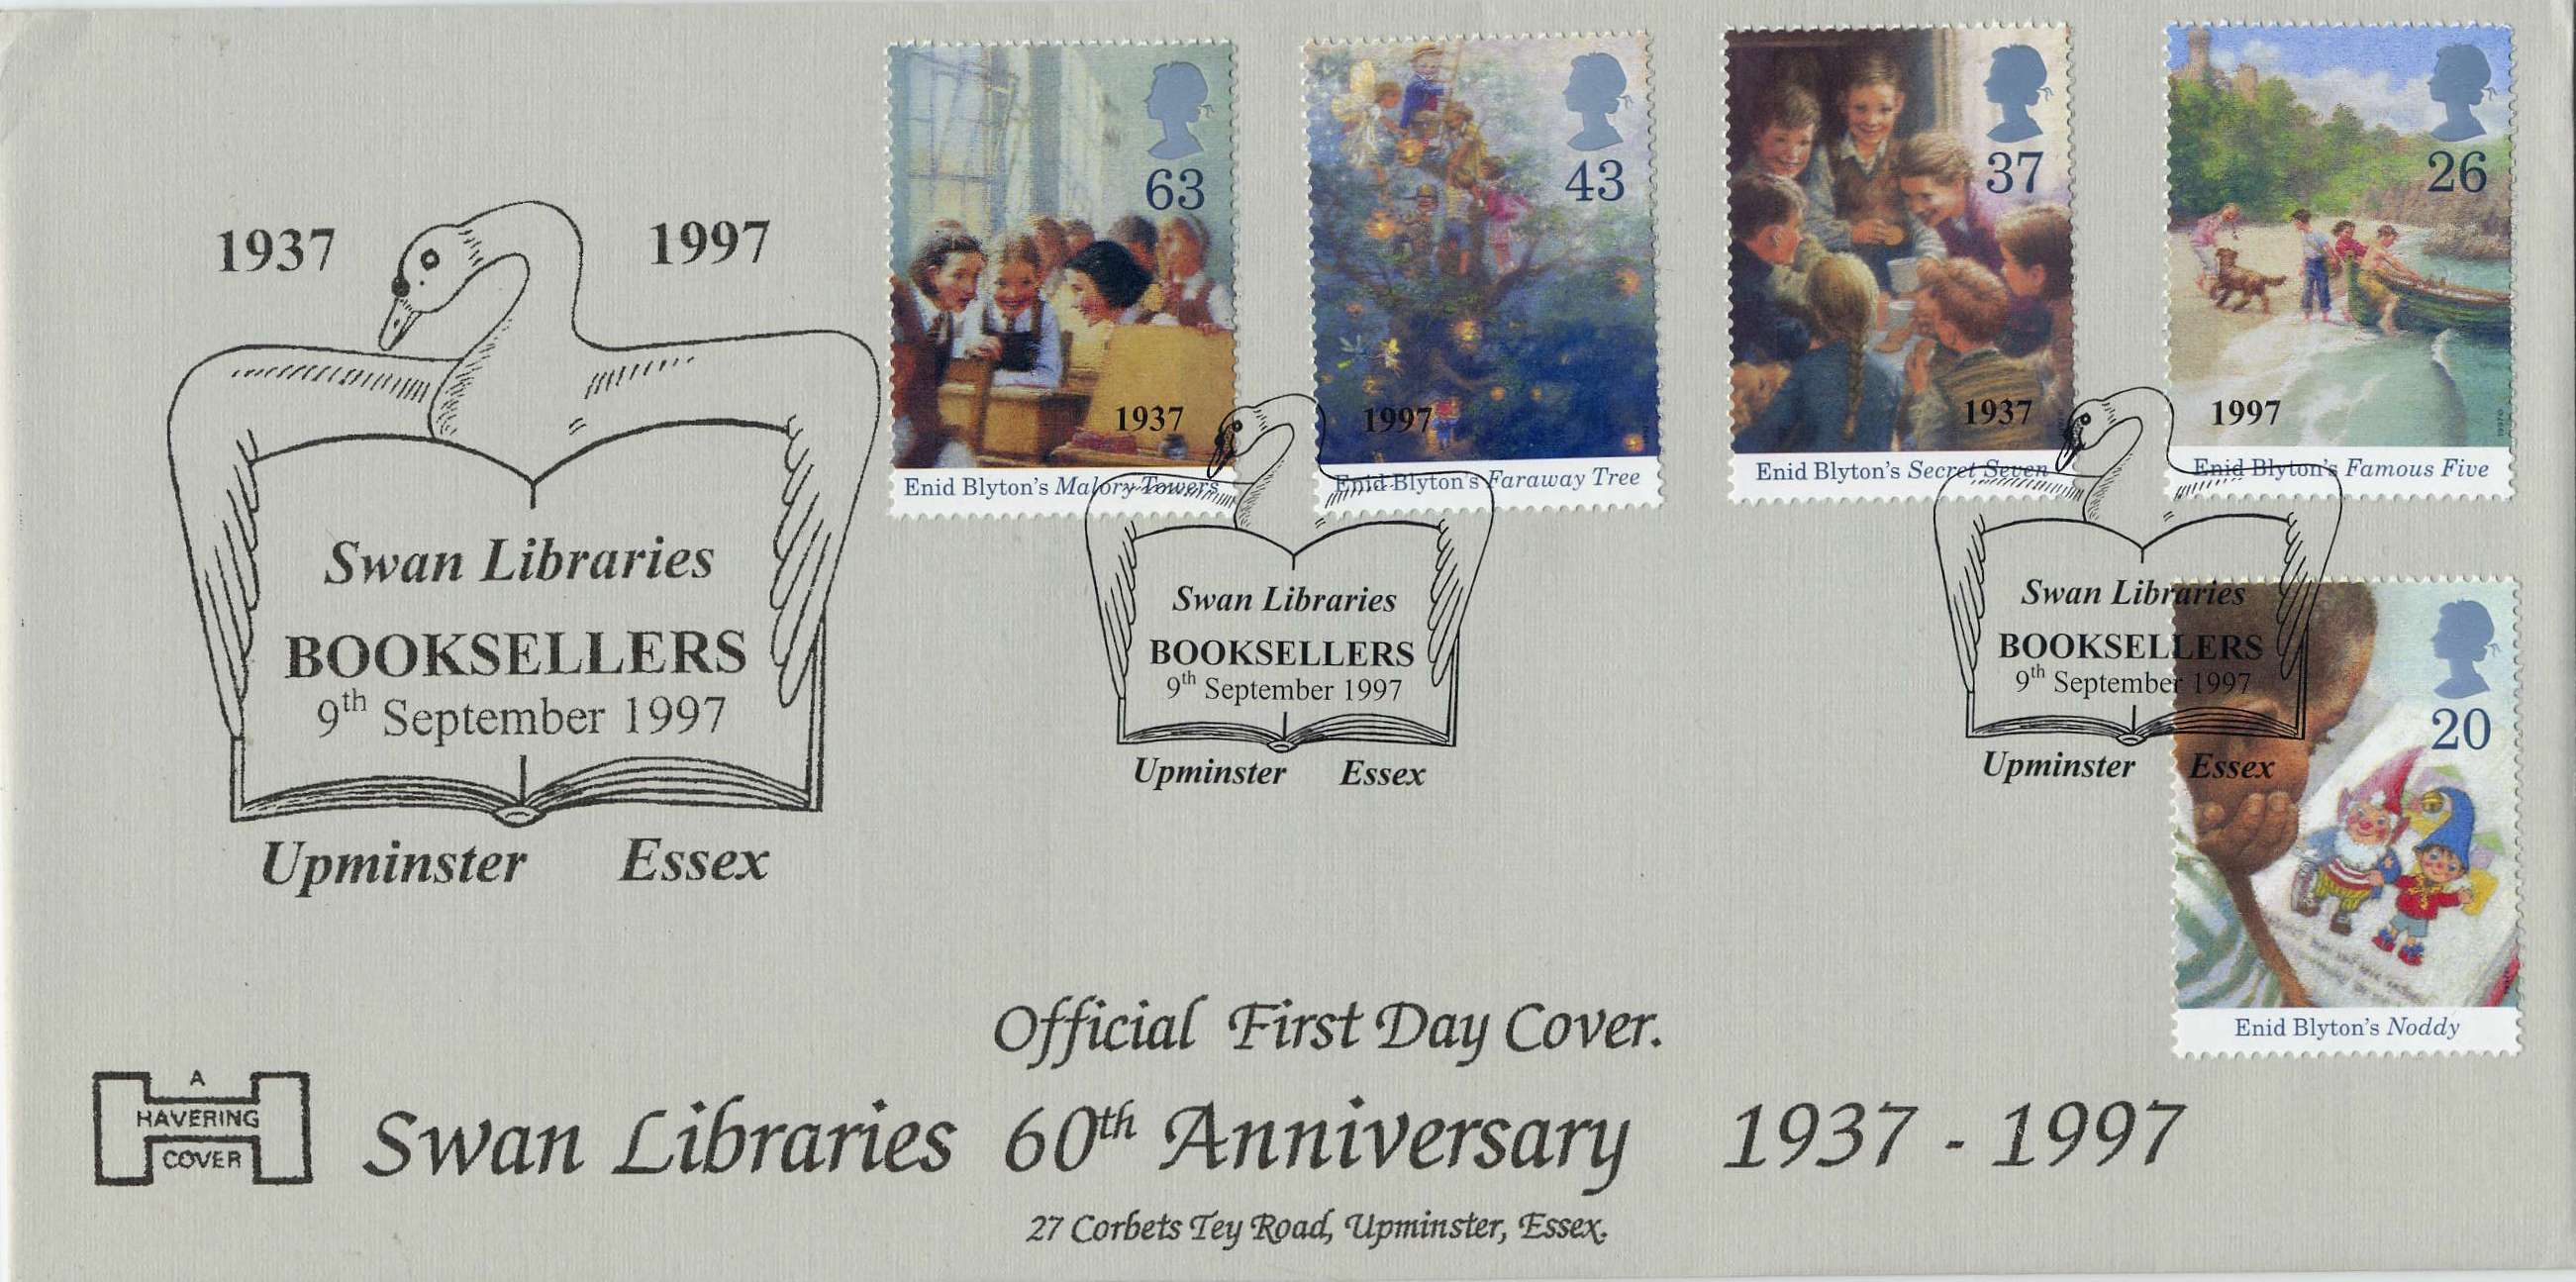 1937 1997
Swan Libraries
BOOKSELLERS
9th September 1997
Upminster Essex
63
Enid Blyton's Malory Towers
43
Enid Blyton's Faraway Tree
37
Enid Blyton's Secret Seven
26
Enid Blyton's Famous Five
1937 1997
Swan Libraries
BOOKSELLERS
9th September 1997
Upminster Essex
1937 1997
Swan Libraries
BOOKSELLERS
9th September 1997
Upminster Essex
20
Enid Blyton's Noddy
Official First Day Cover.
A
HAVERING
COVER
Swan Libraries 60th Anniversary 1937 - 1997
27 Corbets Tey Road, Upminster, Essex.